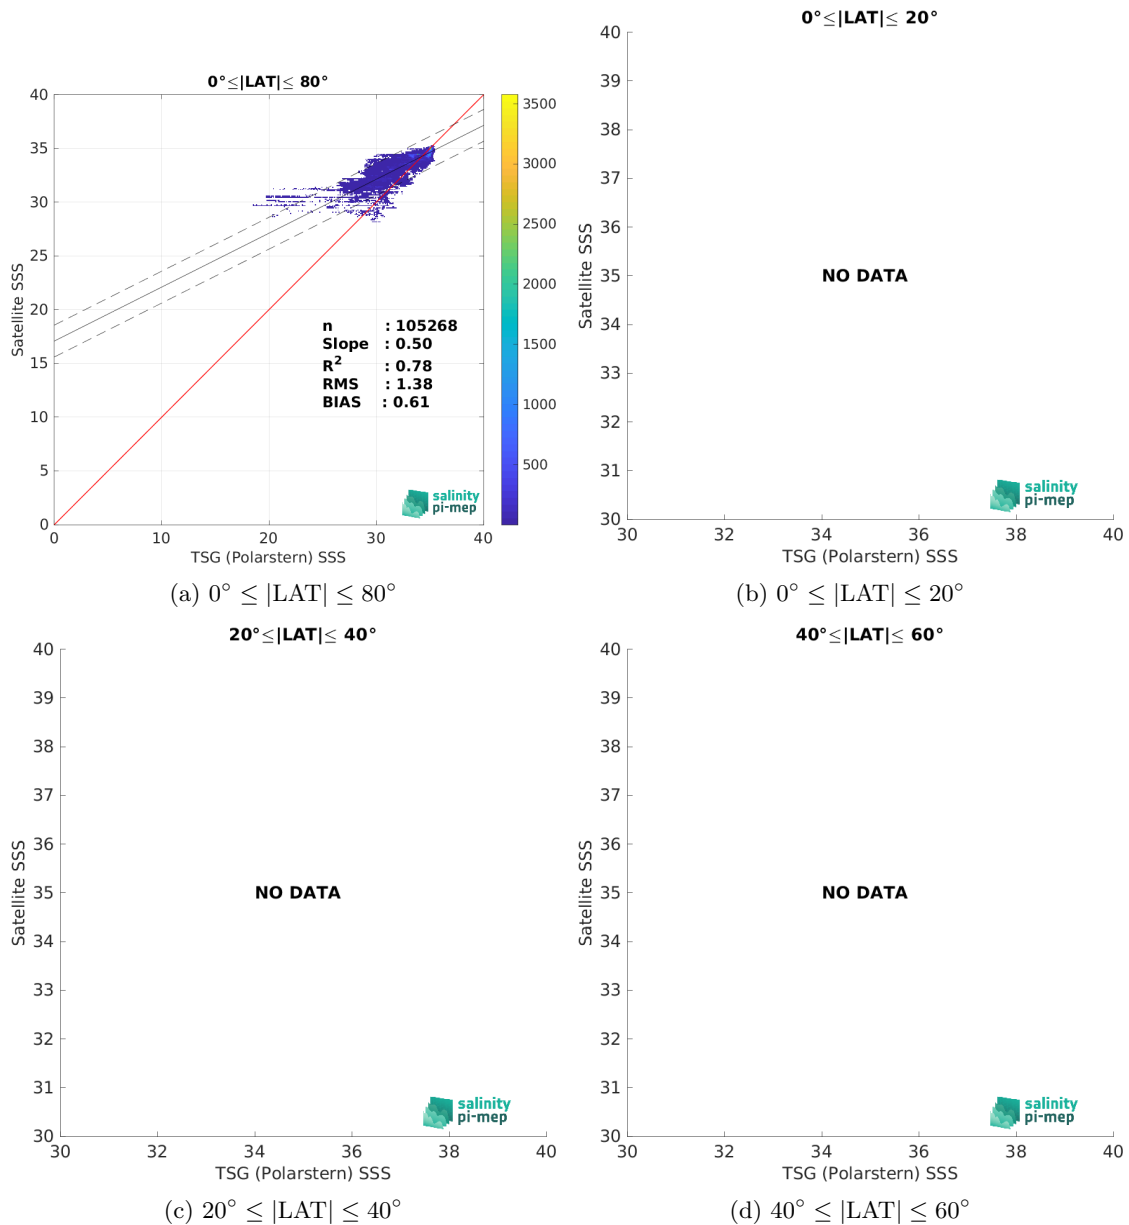 0°≤|LAT|≤ 80°
40
35
30
25
20
15
10
5
0
0
10
20
30
40
Satellite SSS
TSG (Polarstern) SSS
n : 105268
Slope : 0.50
R² : 0.78
RMS : 1.38
BIAS : 0.61
salinity
pi-mep
3500
3000
2500
2000
1500
1000
500
(a) 0° ≤ |LAT| ≤ 80°
0°≤|LAT|≤ 20°
40
39
38
37
36
35
34
33
32
31
30
30
32
34
36
38
40
Satellite SSS
NO DATA
salinity
pi-mep
TSG (Polarstern) SSS
(b) 0° ≤ |LAT| ≤ 20°
20°≤|LAT|≤ 40°
40
39
38
37
36
35
34
33
32
31
30
30
32
34
36
38
40
Satellite SSS
NO DATA
salinity
pi-mep
TSG (Polarstern) SSS
(c) 20° ≤ |LAT| ≤ 40°
40°≤|LAT|≤ 60°
40
39
38
37
36
35
34
33
32
31
30
30
32
34
36
38
40
Satellite SSS
NO DATA
salinity
pi-mep
TSG (Polarstern) SSS
(d) 40° ≤ |LAT| ≤ 60°